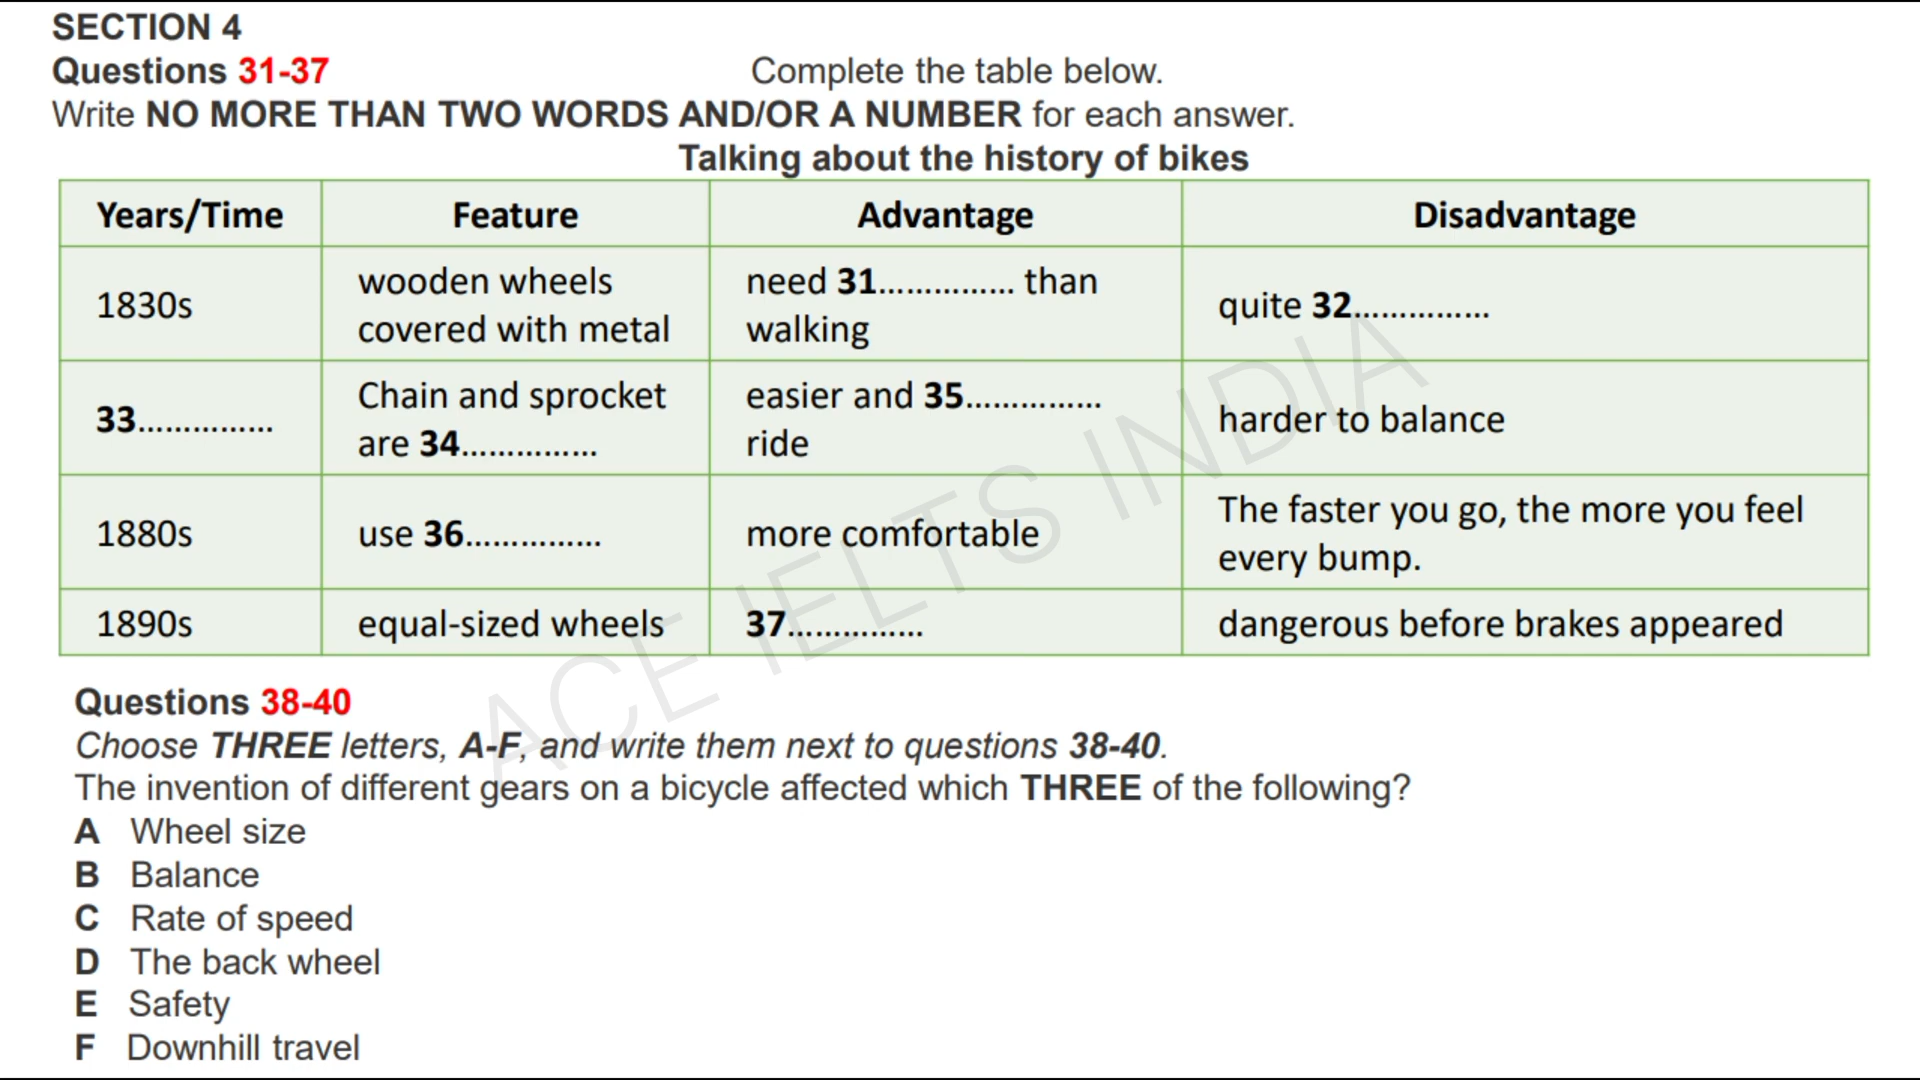 SECTION 4
Questions 31-37 Complete the table below.
Write NO MORE THAN TWO WORDS AND/OR A NUMBER for each answer.
Talking about the history of bikes
Years/Time Feature Advantage Disadvantage
1830s wooden wheels covered with metal need 31............... than walking quite 32...............
33............... Chain and sprocket are 34............... easier and 35............... ride harder to balance
1880s use 36............... more comfortable The faster you go, the more you feel every bump.
1890s equal-sized wheels 37............... dangerous before brakes appeared
ACE IELTS INDIA
Questions 38-40
Choose THREE letters, A-F, and write them next to questions 38-40.
The invention of different gears on a bicycle affected which THREE of the following?
A Wheel size
B Balance
C Rate of speed
D The back wheel
E Safety
F Downhill travel